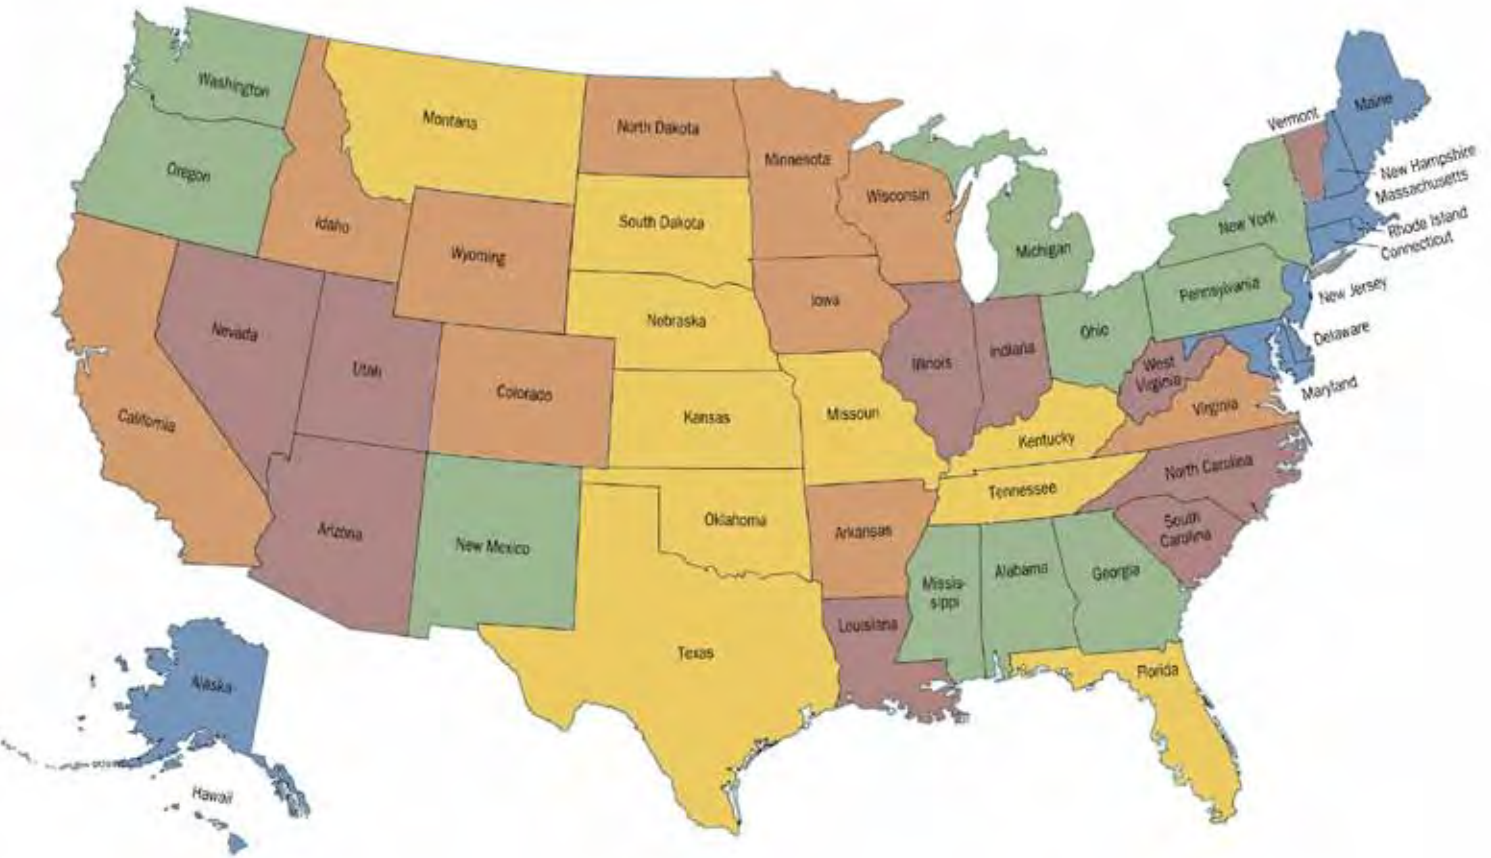 Washington
Oregon
California
Idaho
Nevada
Montana
Wyoming
Utah
Arizona
Colorado
New Mexico
North Dakota
South Dakota
Nebraska
Kansas
Oklahoma
Texas
Minnesota
Iowa
Missouri
Arkansas
Louisiana
Wisconsin
Illinois
Michigan
Indiana
Ohio
Kentucky
Tennessee
Missis-
sippi
Alabama
Georgia
Florida
South
Carolina
North Carolina
Virginia
West
Virginia
Pennsylvania
New York
Vermont
Maine
New Hampshire
Massachusetts
Rhode Island
Connecticut
New Jersey
Delaware
Maryland
Alaska
Hawaii